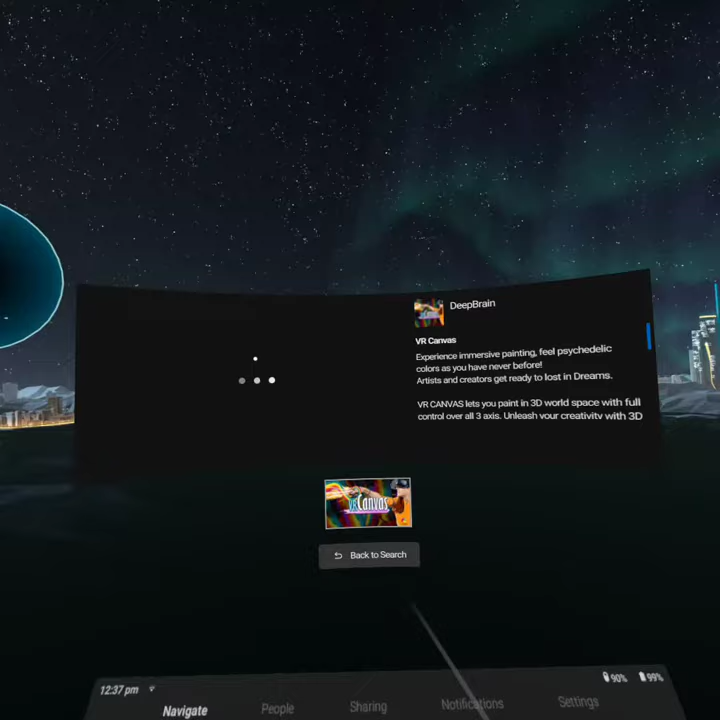 DeepBrain
VR Canvas
Experience immersive painting, feel psychedelic
colors as you have never before!
Artists and creators get ready to lost in Dreams.
VR CANVAS lets you paint in 3D world space with full
control over all 3 axis. Unleash your creativity with 3D
VRCanvas
Back to Search
12:37 pm
90%
99%
Navigate
People
Sharing
Notifications
Settings